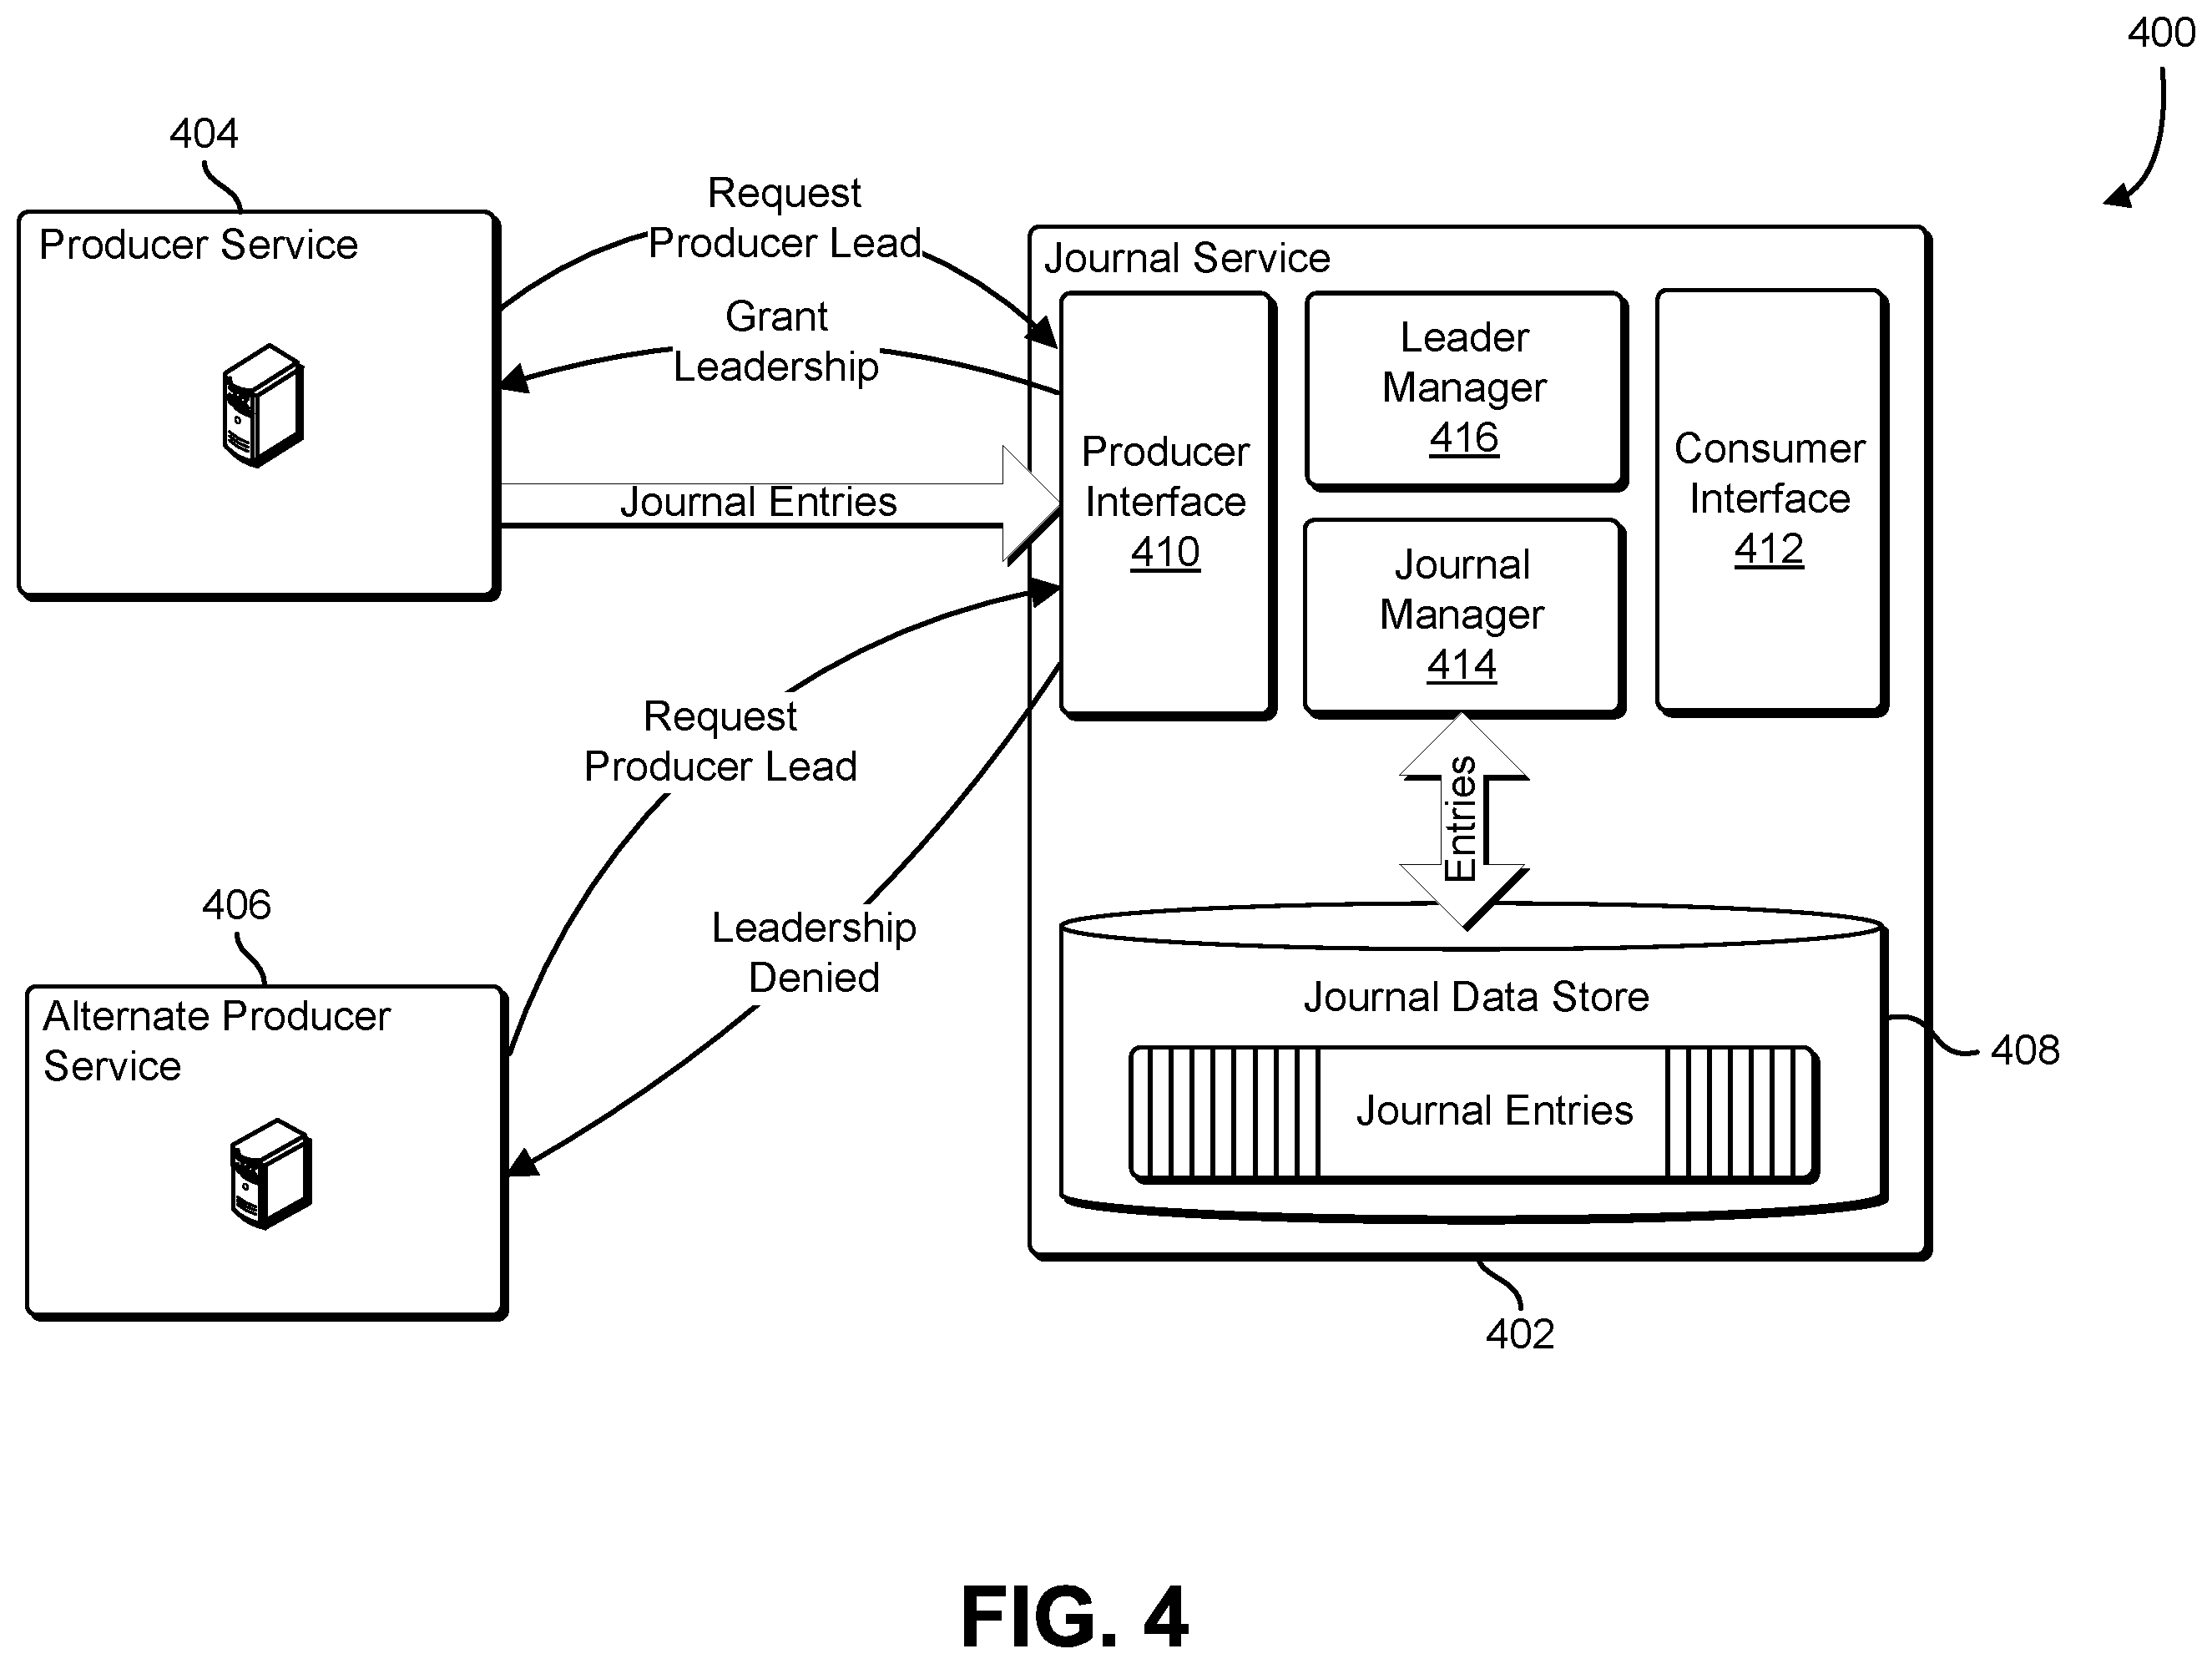 400
404
Producer Service
Request
Producer Lead
Grant
Leadership
Journal Entries
Journal Service
Producer
Interface
410
Leader
Manager
416
Journal
Manager
414
Consumer
Interface
412
Request
Producer Lead
Leadership
Denied
406
Alternate Producer
Service
Entries
Journal Data Store
Journal Entries
408
402
FIG. 4